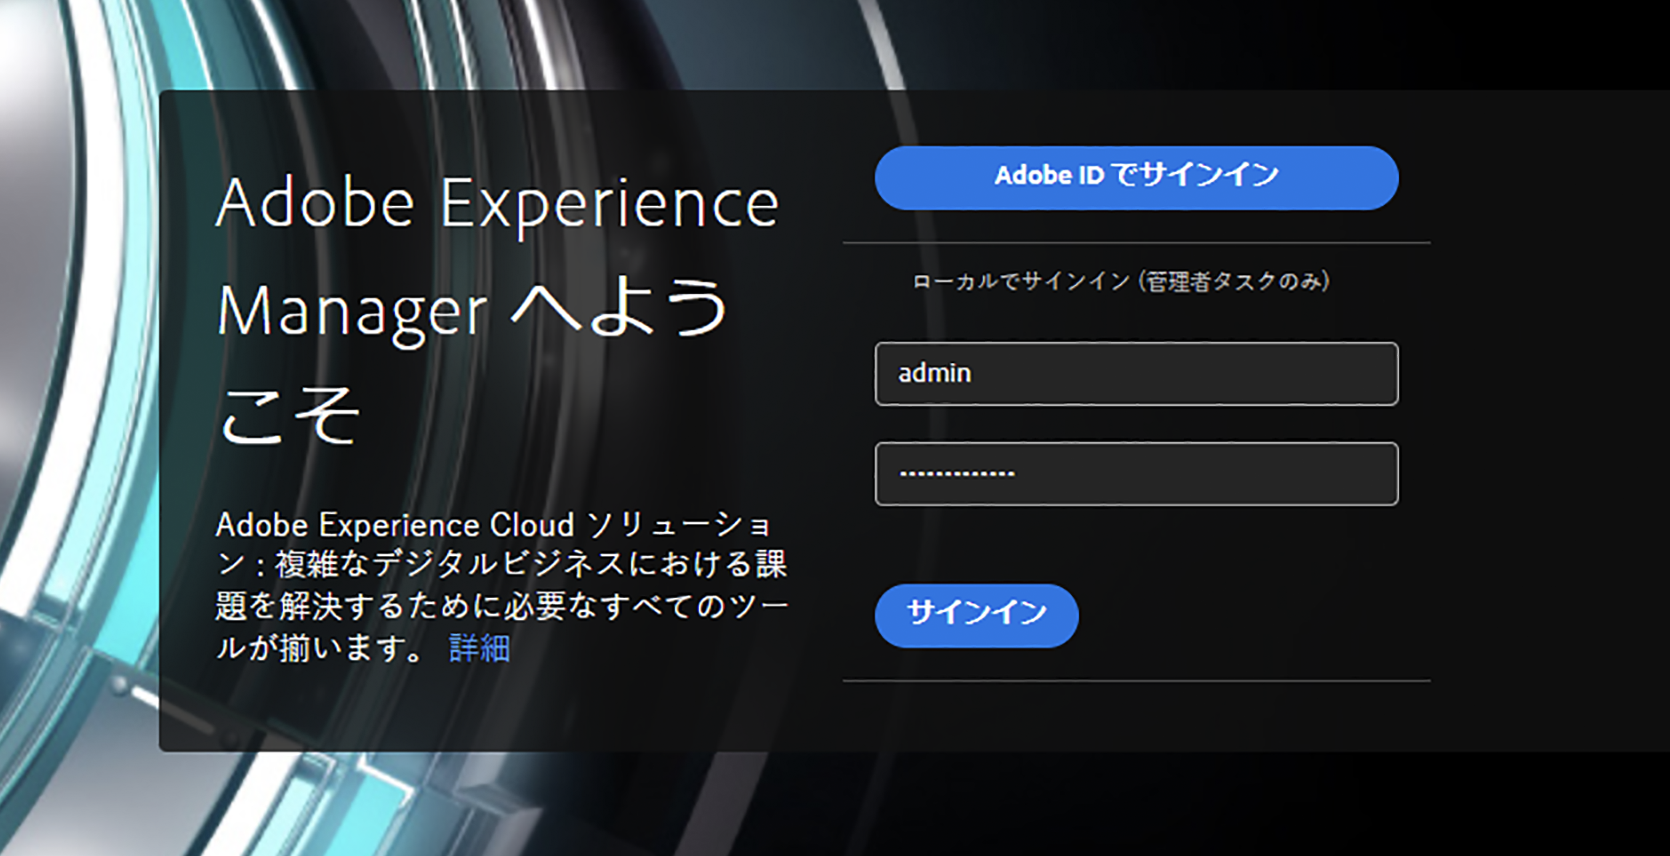 Adobe Experience
Manager へよう
こそ
Adobe Experience Cloud ソリューショ
ン : 複雑なデジタルビジネスにおける課
題を解決するために必要なすべてのツー
ルが揃います。 詳細
Adobe ID でサインイン
ローカルでサインイン (管理者タスクのみ)
admin
•••••••••••••
サインイン